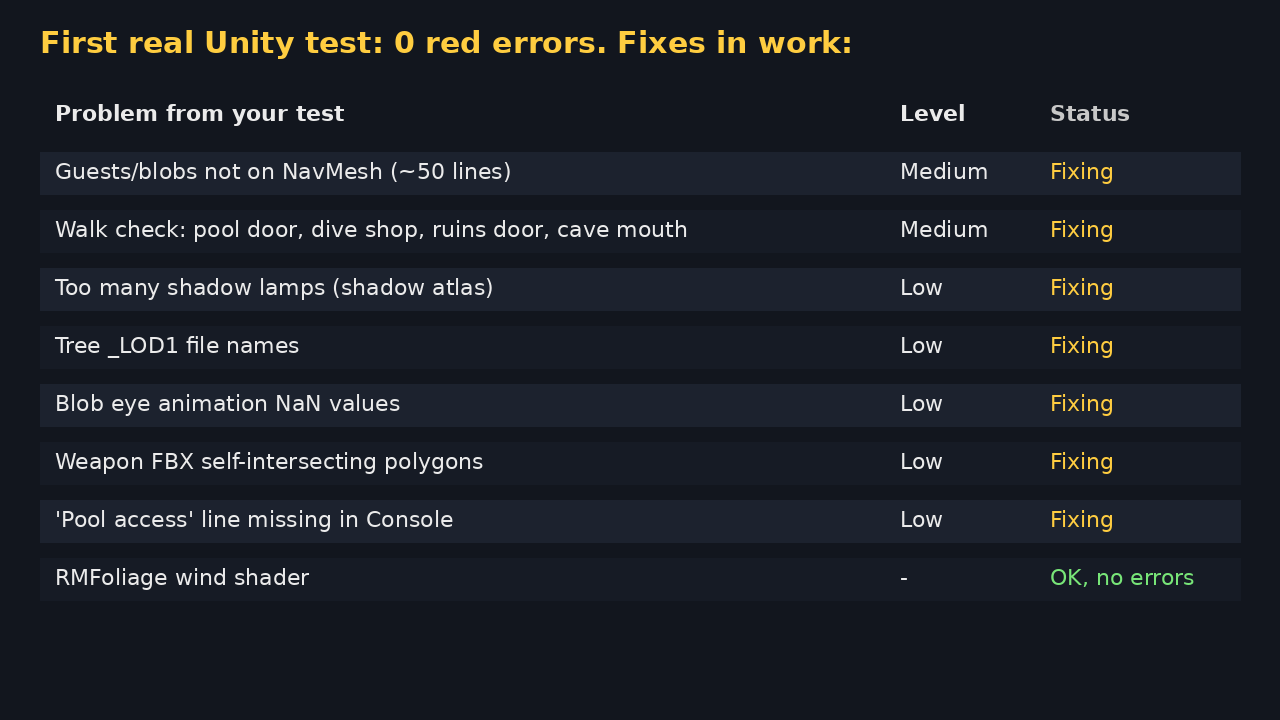 First real Unity test: 0 red errors. Fixes in work:
Problem from your test Level Status
Guests/blobs not on NavMesh (~50 lines) Medium Fixing
Walk check: pool door, dive shop, ruins door, cave mouth Medium Fixing
Too many shadow lamps (shadow atlas) Low Fixing
Tree _LOD1 file names Low Fixing
Blob eye animation NaN values Low Fixing
Weapon FBX self-intersecting polygons Low Fixing
'Pool access' line missing in Console Low Fixing
RMFoliage wind shader - OK, no errors